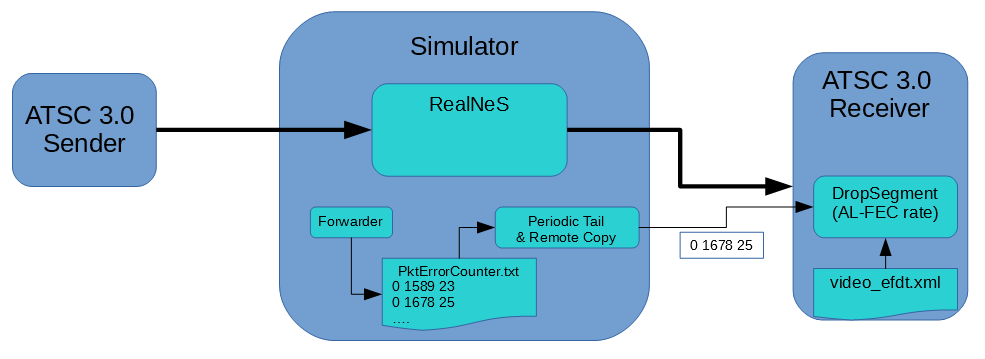 ATSC 3.0
Sender
Simulator
RealNeS
Forwarder
PktErrorCounter.txt
0 1589 23
0 1678 25
....
Periodic Tail
& Remote Copy
0 1678 25
ATSC 3.0
Receiver
DropSegment
(AL-FEC rate)
video_efdt.xml